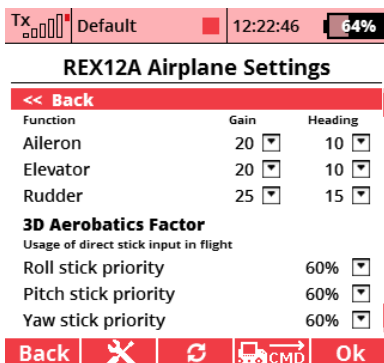 Tx Default 12:22:46 64%
REX12A Airplane Settings
<< Back
Function Gain Heading
Aileron 20 10
Elevator 20 10
Rudder 25 15
3D Aerobatics Factor
Usage of direct stick input in flight
Roll stick priority 60%
Pitch stick priority 60%
Yaw stick priority 60%
Back CMD Ok